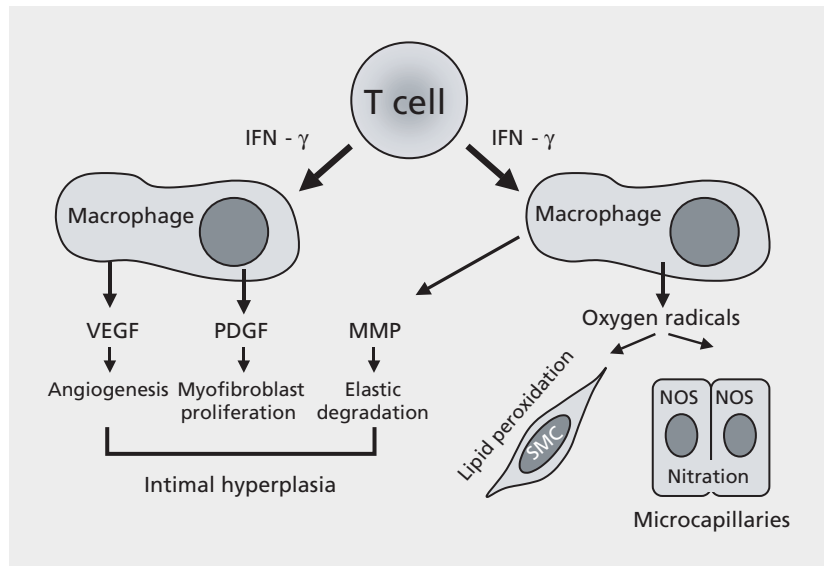 T cell
IFN - γ
IFN - γ
Macrophage
Macrophage
VEGF
PDGF
MMP
Oxygen radicals
Angiogenesis
Myofibroblast
proliferation
Elastic
degradation
Intimal hyperplasia
Lipid peroxidation
SMC
NOS
NOS
Nitration
Microcapillaries